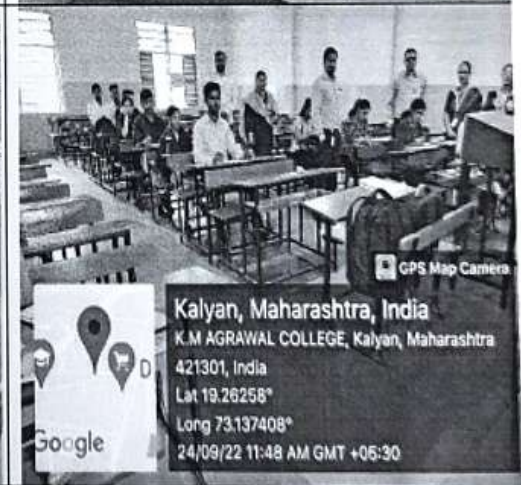 GPS Map Camera
Kalyan, Maharashtra, India
K.M AGRAWAL COLLEGE, Kalyan, Maharashtra
421301, India
Lat 19.26258°
Long 73.137408°
24/09/22 11:48 AM GMT +05:30
D
Google